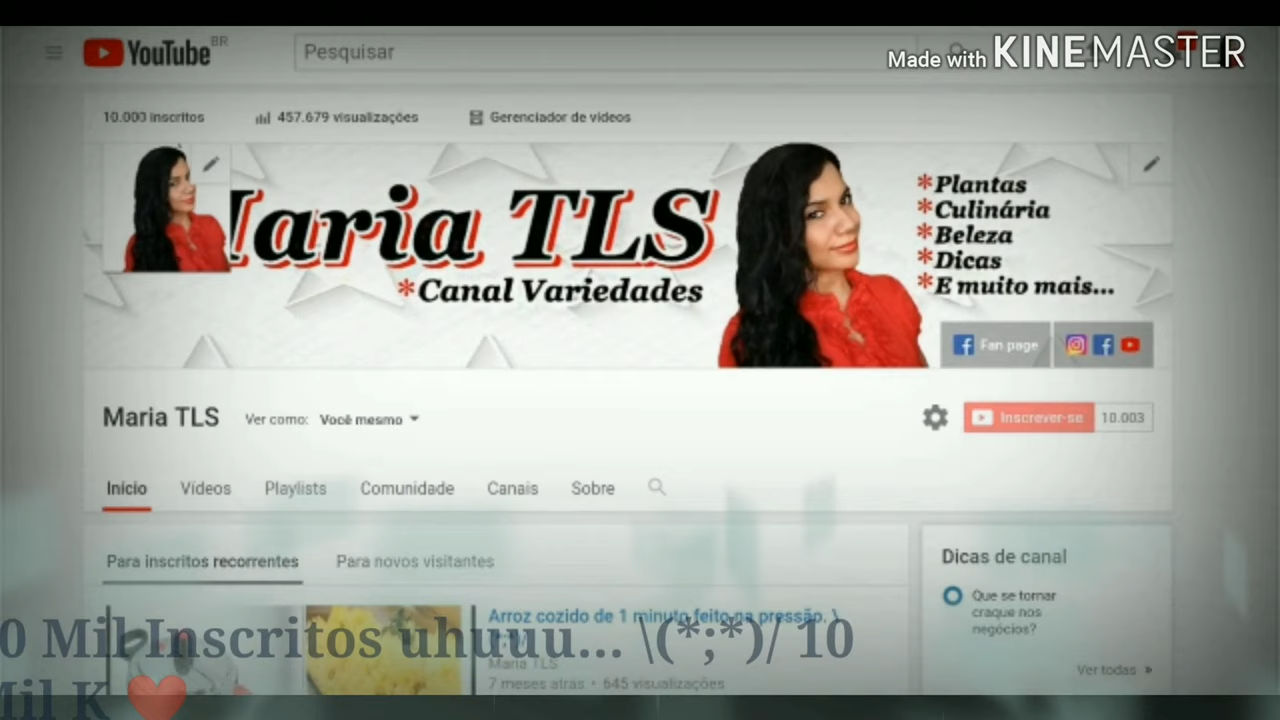 YouTube BR
Pesquisar
Made with KINEMASTER
10.003 inscritos
457.679 visualizações
Gerenciador de vídeos
Maria TLS
*Canal Variedades
*Plantas
*Culinária
*Beleza
*Dicas
*E muito mais...
Fan page
Maria TLS
Ver como: Você mesmo
Inscrever-se 10.003
Início Vídeos Playlists Comunidade Canais Sobre
Para inscritos recorrentes Para novos visitantes
Arroz cozido de 1 minuto feito na pressão. \
Maria TLS
7 meses atrás • 645 visualizações
Dicas de canal
Que se tornar
craque nos
negócios?
Ver todas »
0 Mil Inscritos uhuuu... \(*;*)/ 10
Mil K ❤